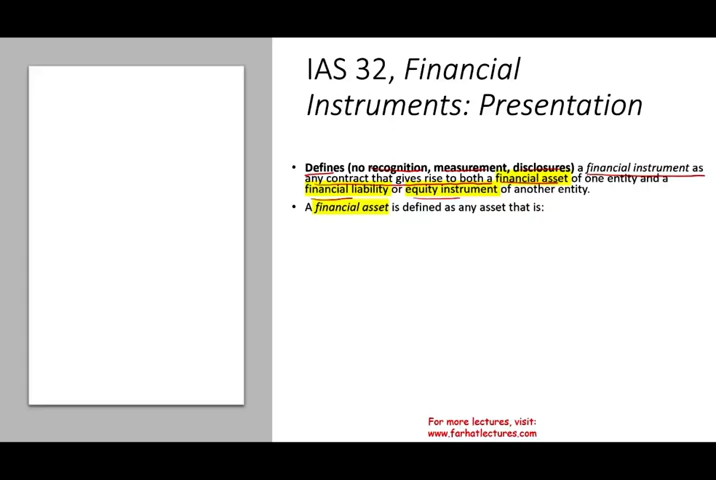 IAS 32, Financial
Instruments: Presentation
• Defines (no recognition, measurement, disclosures) a financial instrument as
any contract that gives rise to both a financial asset of one entity and a
financial liability or equity instrument of another entity.
• A financial asset is defined as any asset that is:
For more lectures, visit:
www.farhatlectures.com